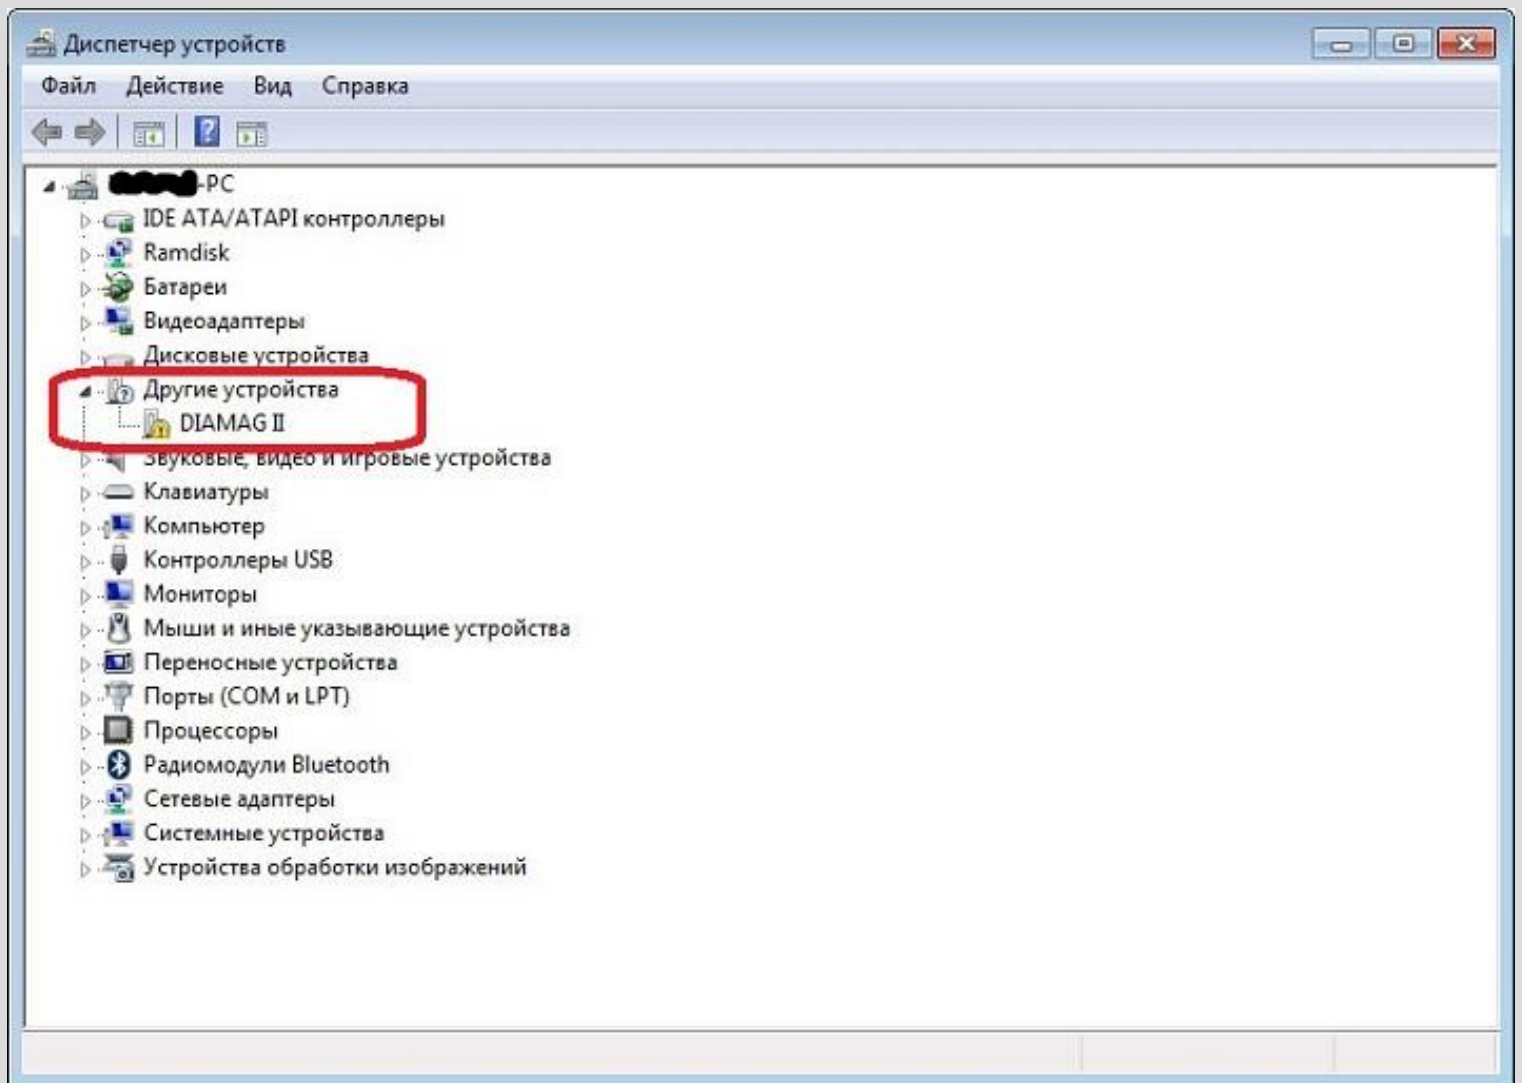 Диспетчер устройств
Файл Действие Вид Справка
-PC
IDE ATA/ATAPI контроллеры
Ramdisk
Батареи
Видеоадаптеры
Дисковые устройства
Другие устройства
DIAMAG II
Звуковые, видео и игровые устройства
Клавиатуры
Компьютер
Контроллеры USB
Мониторы
Мыши и иные указывающие устройства
Переносные устройства
Порты (COM и LPT)
Процессоры
Радиомодули Bluetooth
Сетевые адаптеры
Системные устройства
Устройства обработки изображений